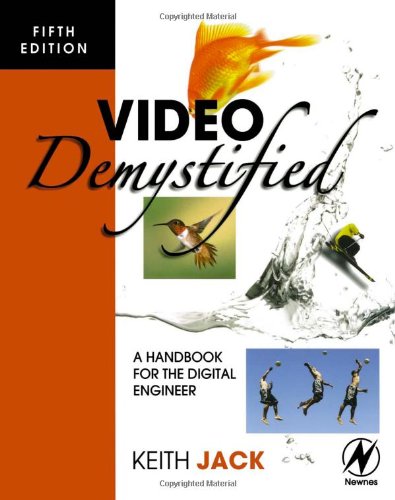 Copyrighted Material
FIFTH
EDITION
VIDEO
Demystified
A HANDBOOK
FOR THE DIGITAL
ENGINEER
KEITH JACK
Newnes
Copyrighted Material